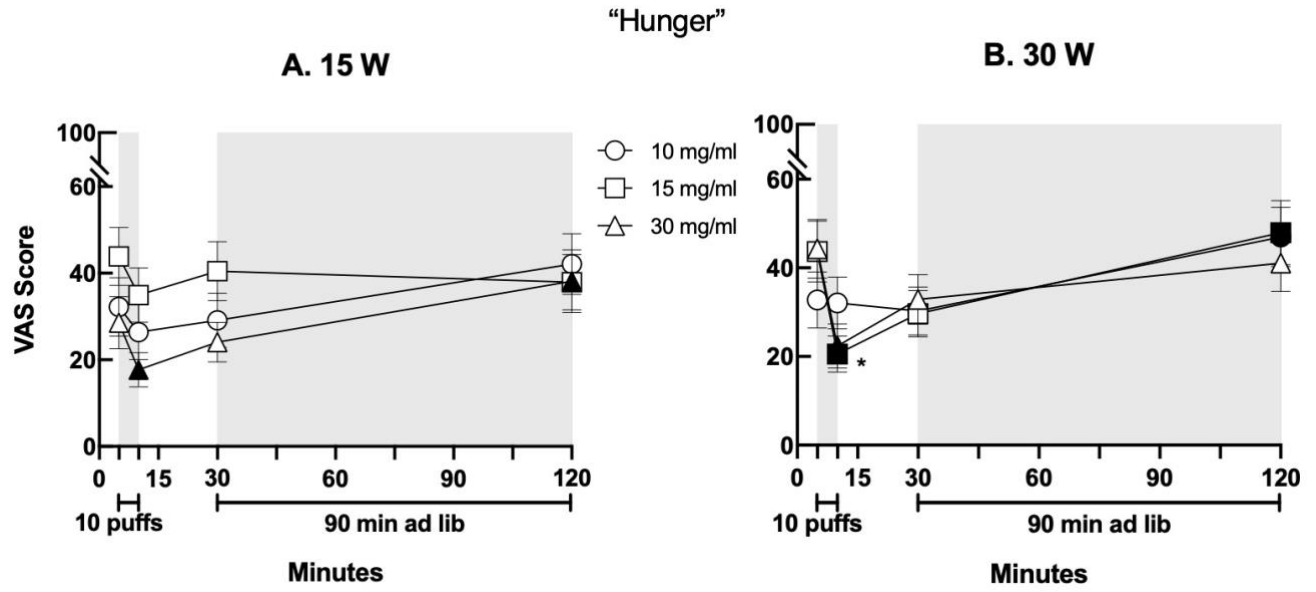 “Hunger”
A. 15 W
B. 30 W
100
60
40
20
0
VAS Score
0 15 30 60 90 120
10 puffs
90 min ad lib
Minutes
10 mg/ml
15 mg/ml
30 mg/ml
100
60
40
20
0
*
0 15 30 60 90 120
10 puffs
90 min ad lib
Minutes